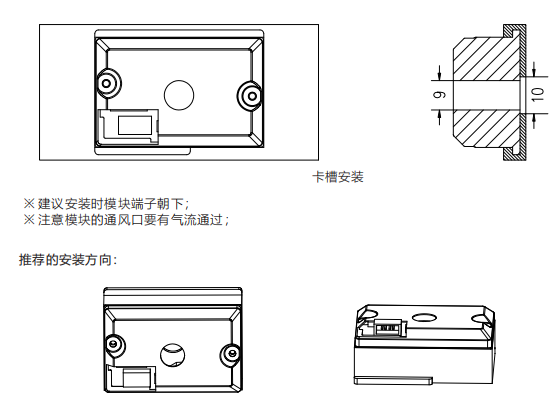 9
10
卡槽安装
※建议安装时模块端子朝下；
※注意模块的通风口要有气流通过；
推荐的安装方向：